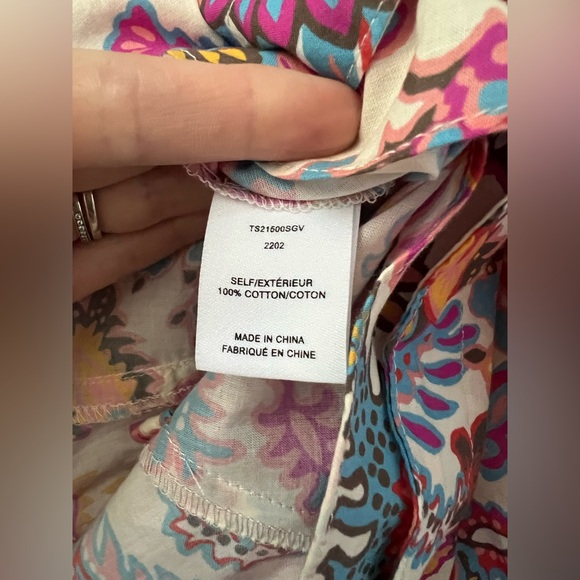 TS21500SGV
2202
SELF/EXTÉRIEUR
100% COTTON/COTON
MADE IN CHINA
FABRIQUÉ EN CHINE